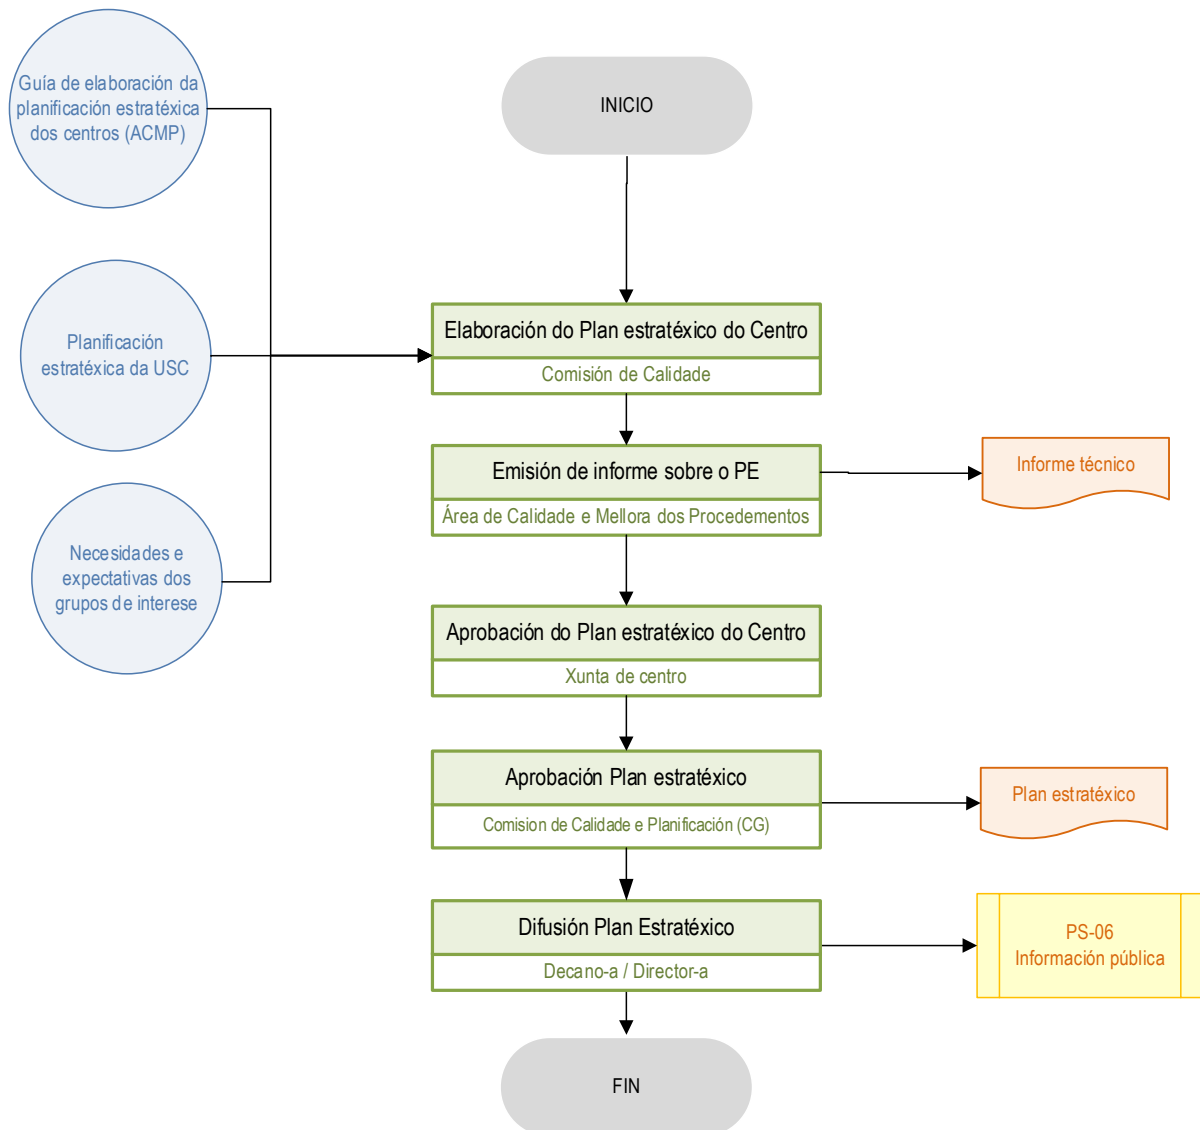 Guía de elaboración da
planificación estratéxica
dos centros (ACMP)
INICIO
Planificación
estratéxica da USC
Necesidades e
expectativas dos
grupos de interese
Elaboración do Plan estratéxico do Centro
Comisión de Calidade
Emisión de informe sobre o PE
Área de Calidade e Mellora dos Procedementos
Informe técnico
Aprobación do Plan estratéxico do Centro
Xunta de centro
Aprobación Plan estratéxico
Comision de Calidade e Planificación (CG)
Plan estratéxico
Difusión Plan Estratéxico
Decano-a / Director-a
PS-06
Información pública
FIN